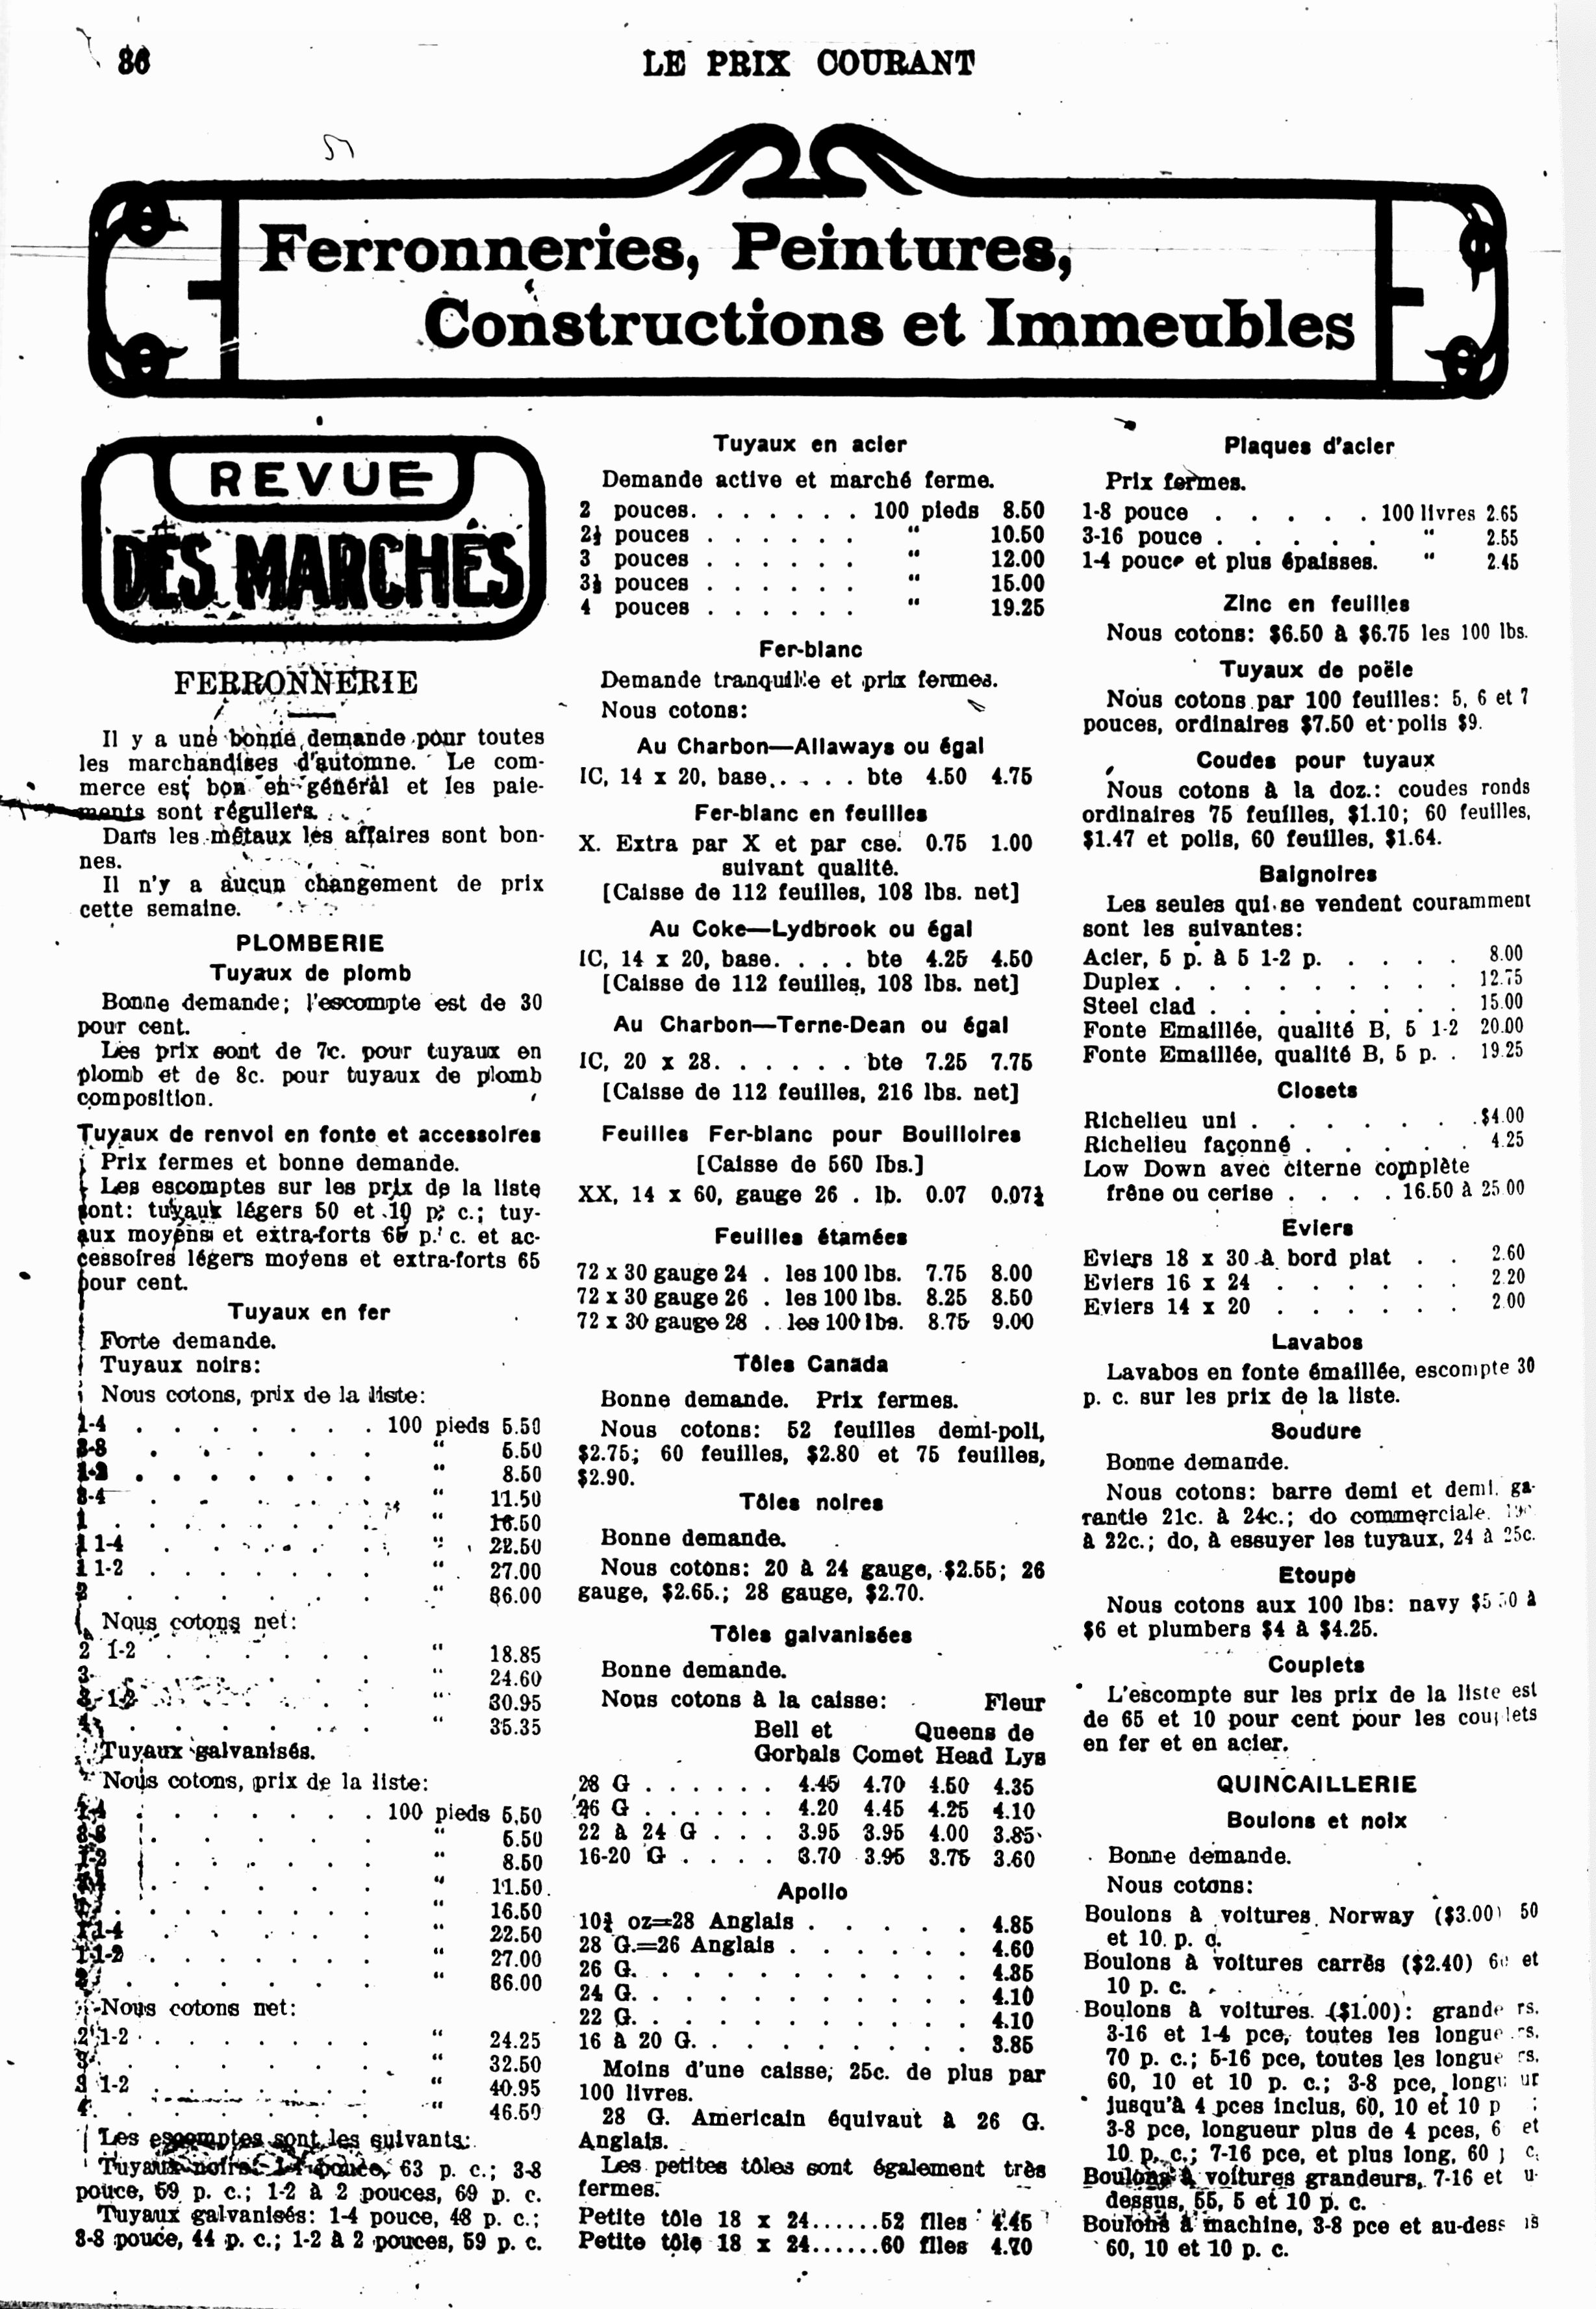 86
LE PRIX COURANT
Ferronneries, Peintures,
Constructions et Immeubles
REVUE
DES MARCHÉS
FERRONNERIE
Il y a une bonne demande pour toutes
les marchandises d'automne. Le com-
merce est bon en général et les paie-
ments sont réguliers.
Dans les métaux les affaires sont bon-
nes.
Il n'y a aucun changement de prix
cette semaine.
PLOMBERIE
Tuyaux de plomb
Bonne demande; l'escompte est de 30
pour cent.
Les prix sont de 7c. pour tuyaux en
plomb et de 8c. pour tuyaux de plomb
composition.
Tuyaux de renvoi en fonte et accessoires
Prix fermes et bonne demande.
Les escomptes sur les prix de la liste
sont: tuyaux légers 50 et 10 p. c.; tuy-
aux moyens et extra-forts 65 p. c. et ac-
cessoires légers moyens et extra-forts 65
pour cent.
Tuyaux en fer
Forte demande.
Tuyaux noirs:
Nous cotons, prix de la liste:
1-4 . . . . . . . 100 pieds 5.50
3-8 . . . . . . " 5.50
1-2 . . . . . . . " 8.50
3-4 . . . . . . " 11.50
1 . . . . . . . " 16.50
1 1-4 . . . . . . " 22.50
1 1-2 . . . . . . . " 27.00
2 . . . . . . " 36.00
Nous cotons net:
2 1-2 . . . . . . " 18.85
3 . . . . . " 24.60
3 1-2 . . . . . " 30.95
4 . . . . . . " 35.35
Tuyaux galvanisés.
Nous cotons, prix de la liste:
1-4 . . . . . . . 100 pieds 5.50
3-8 . . . . . . " 5.50
1-2 . . . . . . " 8.50
. . . . . . " 11.50
. . . . . . " 16.50
1 1-4 . . . . . . " 22.50
1 1-2 . . . . . . " 27.00
. . . . . . " 36.00
Nous cotons net:
2 1-2 . . . . . . " 24.25
3 . . . . . . " 32.50
3 1-2 . . . . . . " 40.95
4 . . . . . . " 46.50
Les escomptes sont les suivants:
Tuyaux noirs: 1-4 pouce, 63 p. c.; 3-8
pouce, 69 p. c.; 1-2 à 2 pouces, 69 p. c.
Tuyaux galvanisés: 1-4 pouce, 48 p. c.;
3-8 pouce, 44 p. c.; 1-2 à 2 pouces, 59 p. c.
Tuyaux en acier
Demande active et marché ferme.
2 pouces. . . . . . . 100 pieds 8.50
2½ pouces . . . . . . " 10.50
3 pouces . . . . . . " 12.00
3½ pouces . . . . . . " 15.00
4 pouces . . . . . . " 19.25
Fer-blanc
Demande tranquille et prix fermes.
Nous cotons:
Au Charbon—Allaways ou égal
IC, 14 x 20, base. . . . . bte 4.50 4.75
Fer-blanc en feuilles
X. Extra par X et par cse. 0.75 1.00
suivant qualité.
[Caisse de 112 feuilles, 108 lbs. net]
Au Coke—Lydbrook ou égal
IC, 14 x 20, base. . . . bte 4.25 4.50
[Caisse de 112 feuilles, 108 lbs. net]
Au Charbon—Terne-Dean ou égal
IC, 20 x 28. . . . . . bte 7.25 7.75
[Caisse de 112 feuilles, 216 lbs. net]
Feuilles Fer-blanc pour Bouilloires
[Caisse de 560 lbs.]
XX, 14 x 60, gauge 26 . lb. 0.07 0.07½
Feuilles étamées
72 x 30 gauge 24 . les 100 lbs. 7.75 8.00
72 x 30 gauge 26 . les 100 lbs. 8.25 8.50
72 x 30 gauge 28 . les 100 lbs. 8.75 9.00
Tôles Canada
Bonne demande. Prix fermes.
Nous cotons: 52 feuilles demi-poli,
$2.75; 60 feuilles, $2.80 et 75 feuilles,
$2.90.
Tôles noires
Bonne demande.
Nous cotons: 20 à 24 gauge, $2.55; 26
gauge, $2.65.; 28 gauge, $2.70.
Tôles galvanisées
Bonne demande.
Nous cotons à la caisse: Fleur
Bell et Queens de
Gorbals Comet Head Lys
28 G . . . . . . 4.45 4.70 4.50 4.35
26 G . . . . . . 4.20 4.45 4.25 4.10
22 à 24 G . . . 3.95 3.95 4.00 3.85
16-20 G . . . . 3.70 3.95 3.75 3.60
Apollo
10¾ oz=28 Anglais . . . . . 4.85
28 G.=26 Anglais . . . . . . 4.60
26 G. . . . . . . . . . . 4.35
24 G. . . . . . . . . . . 4.10
22 G. . . . . . . . . . . 4.10
16 à 20 G. . . . . . . . . 3.85
Moins d'une caisse, 25c. de plus par
100 livres.
28 G. Americain équivaut à 26 G.
Anglais.
Les petites tôles sont également très
fermes.
Petite tôle 18 x 24......52 flles 4.45
Petite tôle 18 x 24......60 flles 4.70
Plaques d'acier
Prix fermes.
1-8 pouce . . . . . 100 livres 2.65
3-16 pouce . . . . . " 2.55
1-4 pouce et plus épaisses. " 2.45
Zinc en feuilles
Nous cotons: $6.50 à $6.75 les 100 lbs.
Tuyaux de poële
Nous cotons par 100 feuilles: 5, 6 et 7
pouces, ordinaires $7.50 et polis $9.
Coudes pour tuyaux
Nous cotons à la doz.: coudes ronds
ordinaires 75 feuilles, $1.10; 60 feuilles,
$1.47 et polis, 60 feuilles, $1.64.
Baignoires
Les seules qui se vendent couramment
sont les suivantes:
Acier, 5 p. à 5 1-2 p. . . . . 8.00
Duplex . . . . . . . . . 12.75
Steel clad . . . . . . . . 15.00
Fonte Emaillée, qualité B, 5 1-2 20.00
Fonte Emaillée, qualité B, 5 p. . 19.25
Closets
Richelieu uni . . . . . . . $4.00
Richelieu façonné . . . . . 4.25
Low Down avec citerne complète
frêne ou cerise . . . . 16.50 à 25.00
Eviers
Eviers 18 x 30 à bord plat . . 2.60
Eviers 16 x 24 . . . . . . 2.20
Eviers 14 x 20 . . . . . . 2.00
Lavabos
Lavabos en fonte émaillée, escompte 30
p. c. sur les prix de la liste.
Soudure
Bonne demande.
Nous cotons: barre demi et demi. ga-
rantie 21c. à 24c.; do commerciale.
à 22c.; do, à essuyer les tuyaux, 24 à 25c.
Etoupe
Nous cotons aux 100 lbs: navy à
$6 et plumbers $4 à $4.25.
Couplets
L'escompte sur les prix de la liste est
de 65 et 10 pour cent pour les couplets
en fer et en acier.
QUINCAILLERIE
Boulons et noix
Bonne demande.
Nous cotons:
Boulons à voitures Norway ($3.00) 50
et 10. p. c.
Boulons à voitures carrés ($2.40) et
10 p. c.
Boulons à voitures. ($1.00):
3-16 et 1-4 pce, toutes les
70 p. c.; 5-16 pce, toutes les
60, 10 et 10 p. c.; 3-8 pce,
jusqu'à 4 pces inclus, 60, 10 et 10 p
3-8 pce, longueur plus de 4 pces, et
10 p. c.; 7-16 pce, et plus long, 60
Boulons à voitures grandeurs, 7-16 et
dessus, 55, 5 et 10 p. c.
Boulons à machine, 3-8 pce et
60, 10 et 10 p. c.